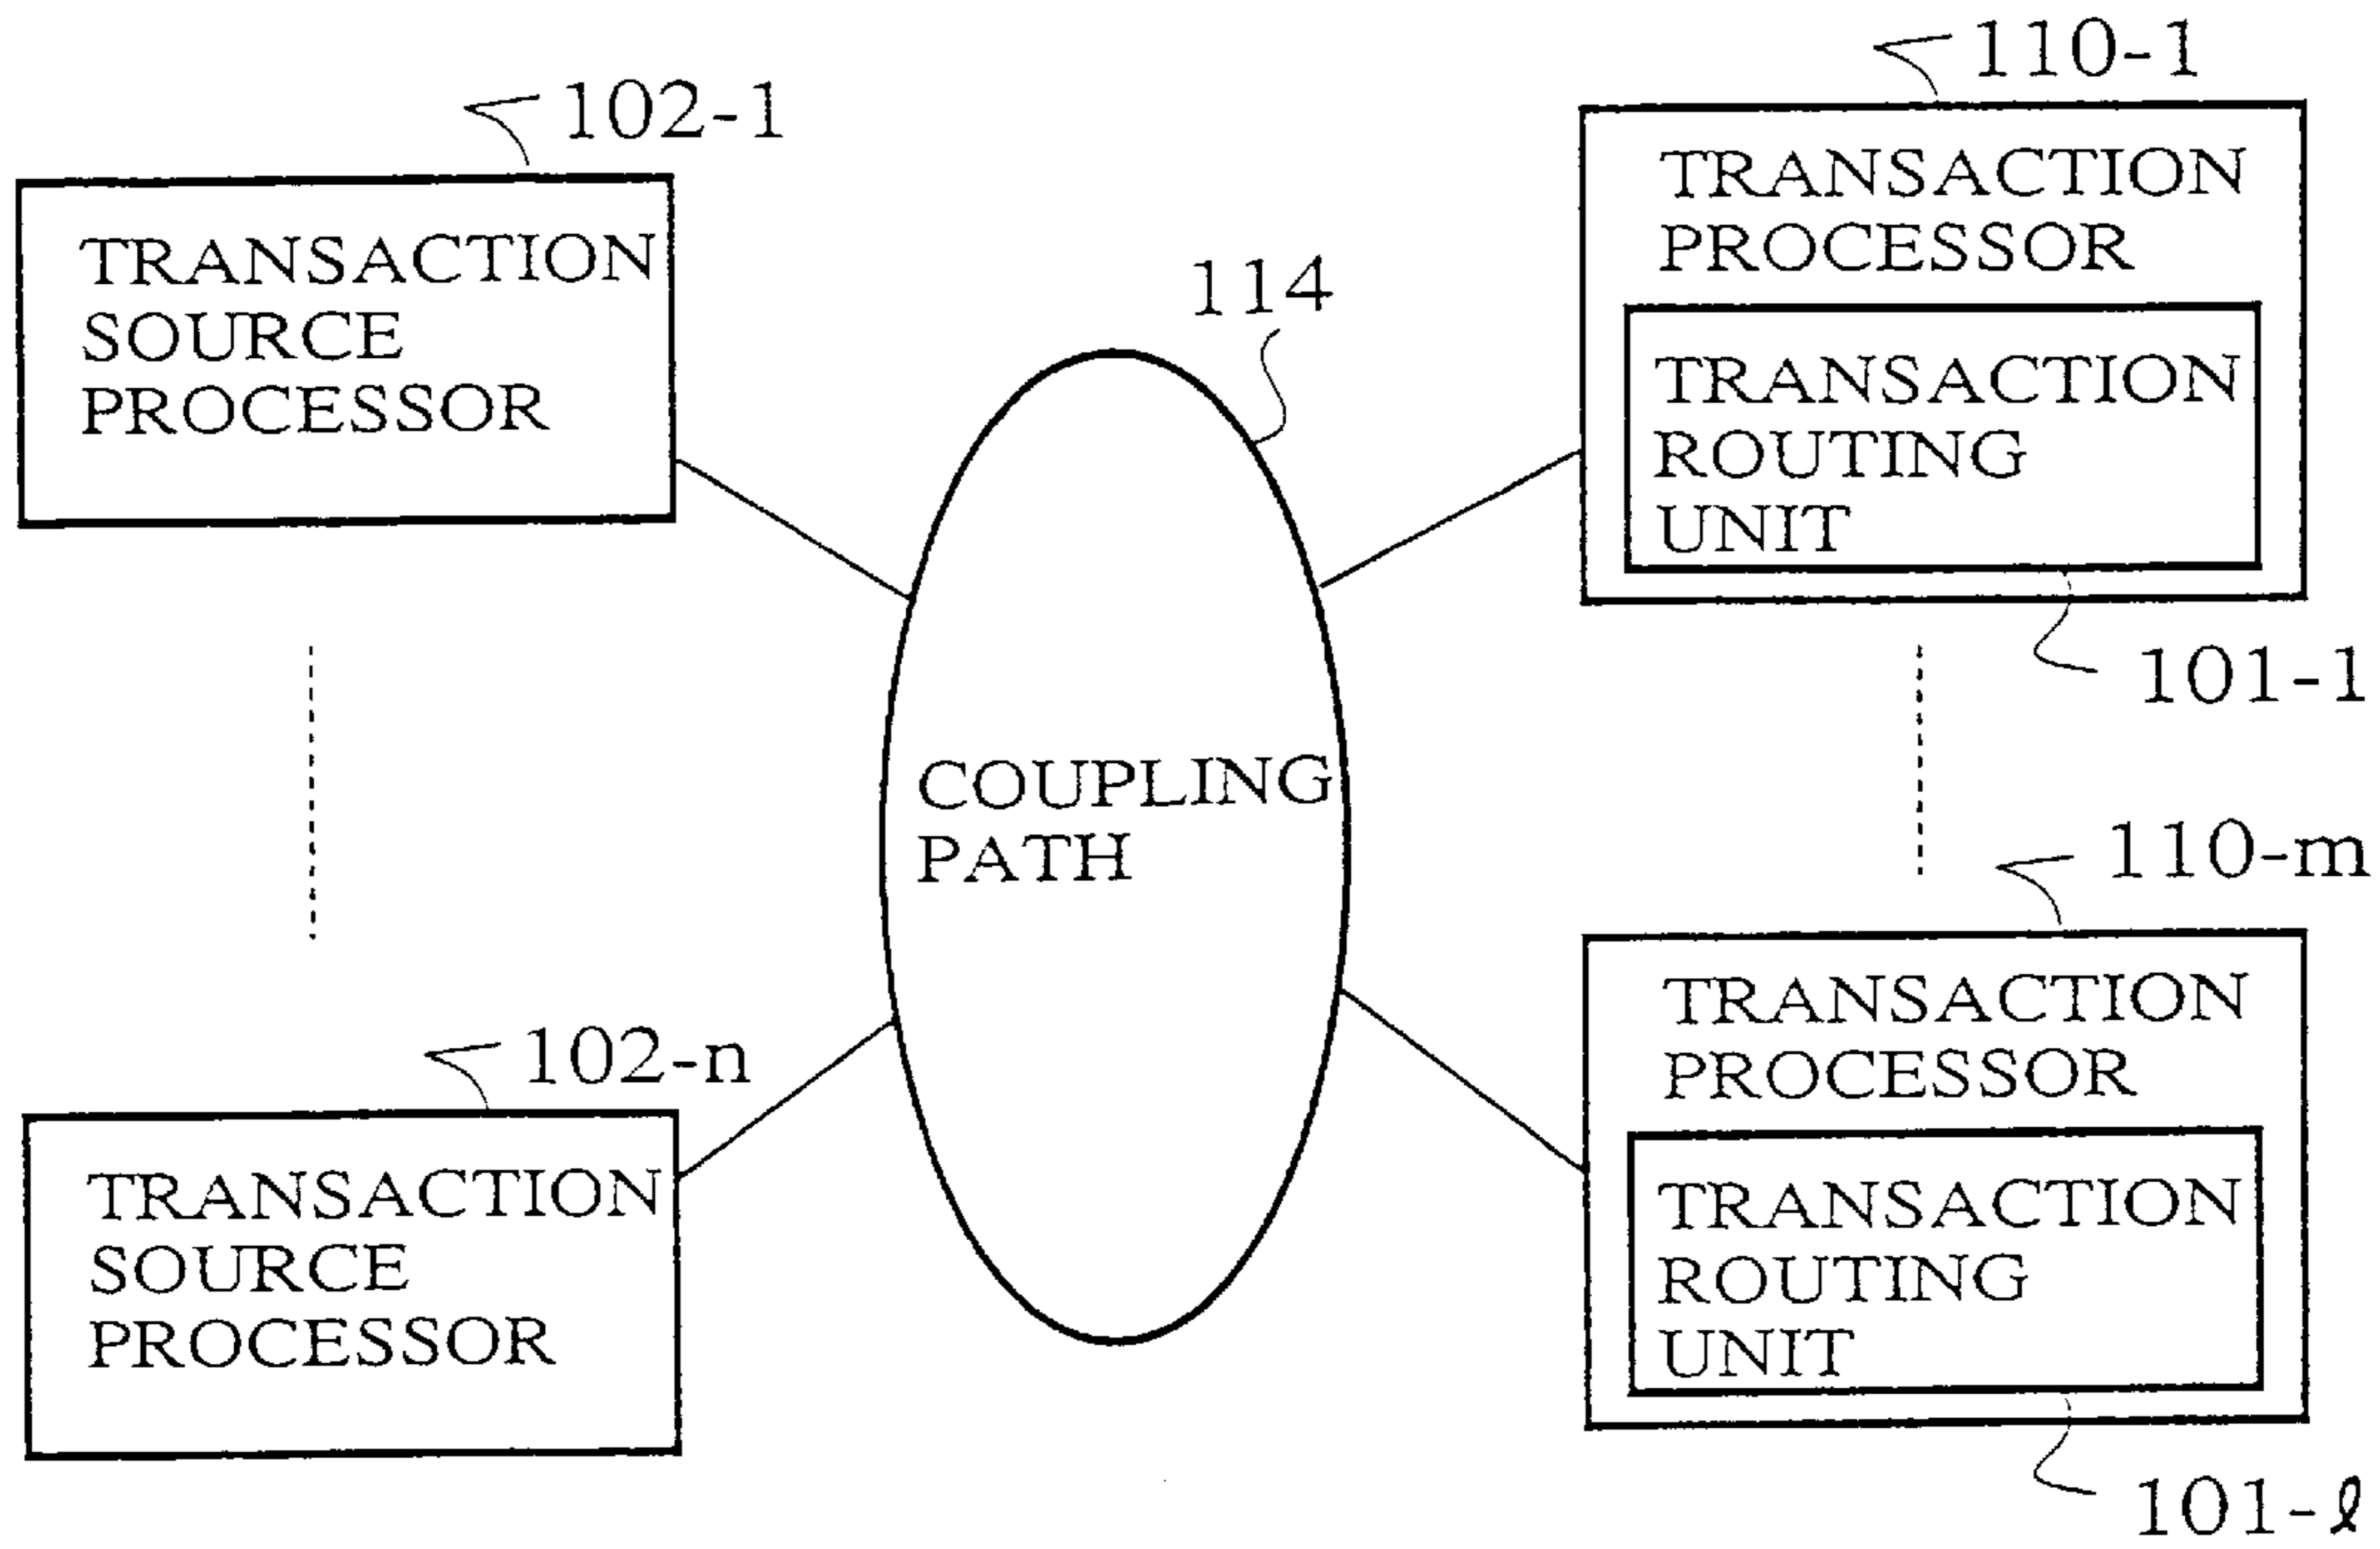 102-1
TRANSACTION
SOURCE
PROCESSOR
102-n
TRANSACTION
SOURCE
PROCESSOR
114
COUPLING
PATH
110-1
TRANSACTION
PROCESSOR
TRANSACTION
ROUTING
UNIT
101-1
110-m
TRANSACTION
PROCESSOR
TRANSACTION
ROUTING
UNIT
101-ℓ